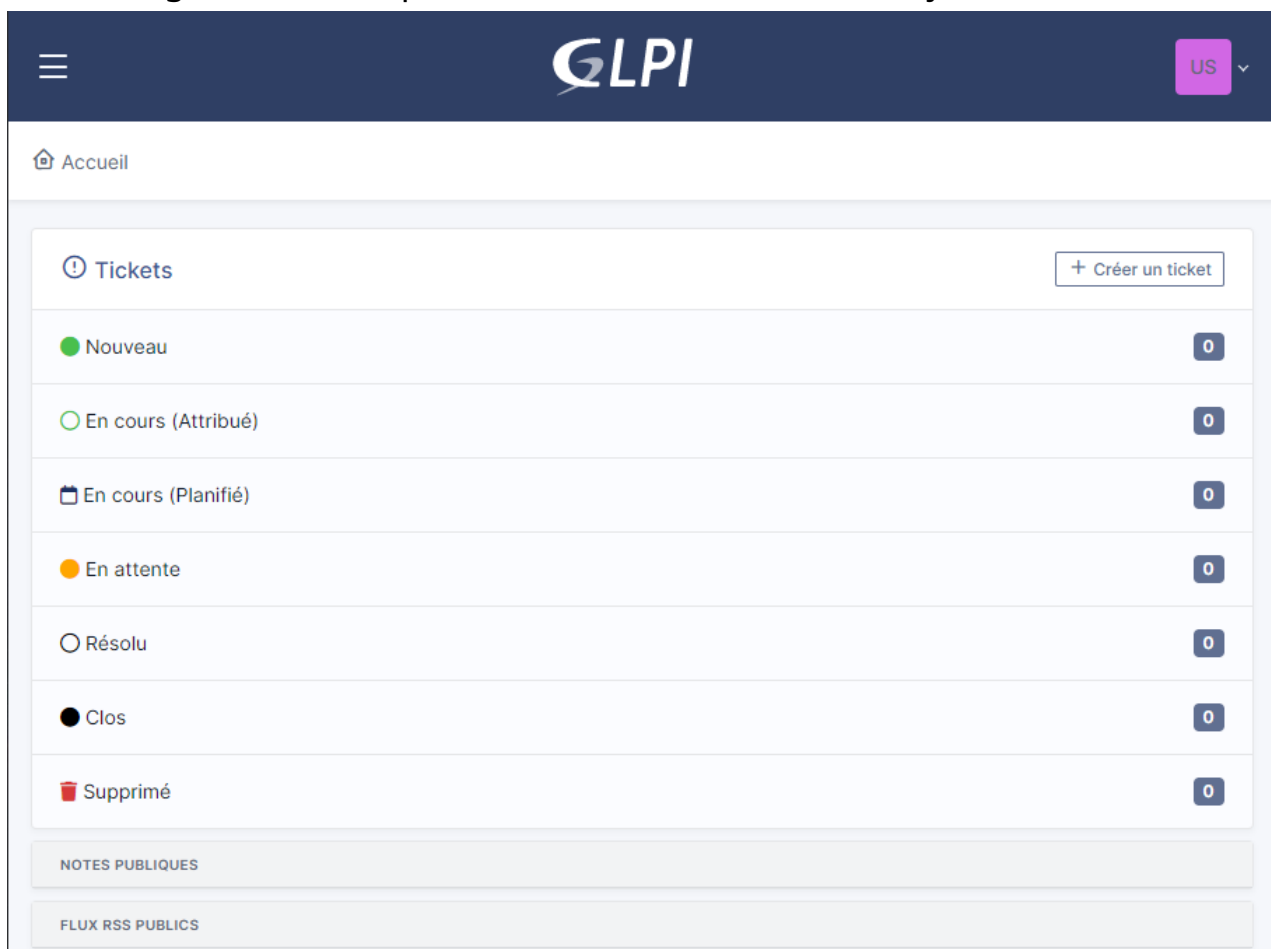 GLPI
US
Accueil
Tickets
+ Créer un ticket
Nouveau 0
En cours (Attribué) 0
En cours (Planifié) 0
En attente 0
Résolu 0
Clos 0
Supprimé 0
NOTES PUBLIQUES
FLUX RSS PUBLICS